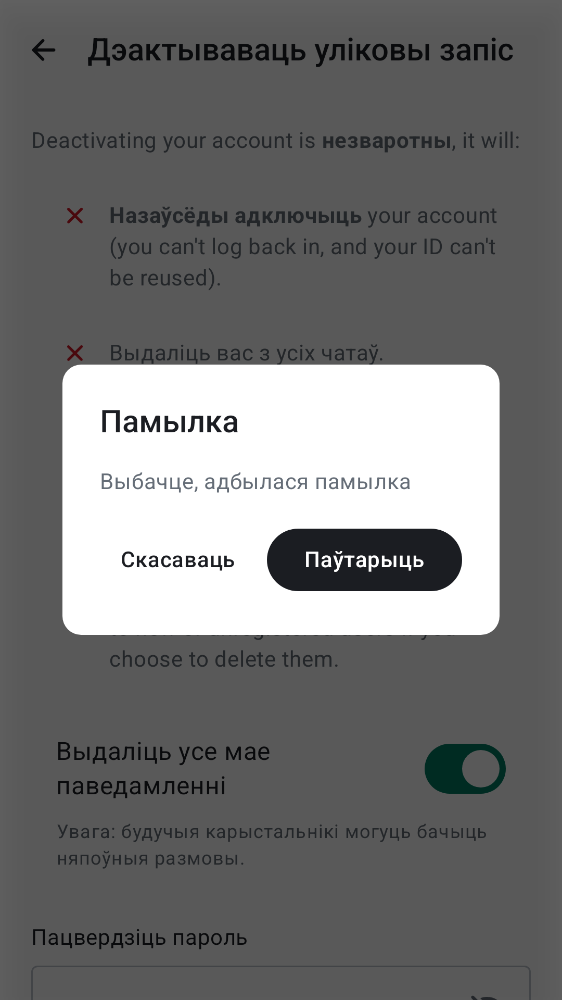 Дэактываваць уліковы запіс
Deactivating your account is незваротны, it will:
Назаўсёды адключыць your account
(you can't log back in, and your ID can't
be reused).
Выдаліць вас з усіх чатаў.
Памылка
Выбачце, адбылася памылка
Скасаваць
Паўтарыць
choose to delete them.
Выдаліць усе мае
паведамленні
Увага: будучыя карыстальнікі могуць бачыць
няпоўныя размовы.
Пацвердзіць пароль